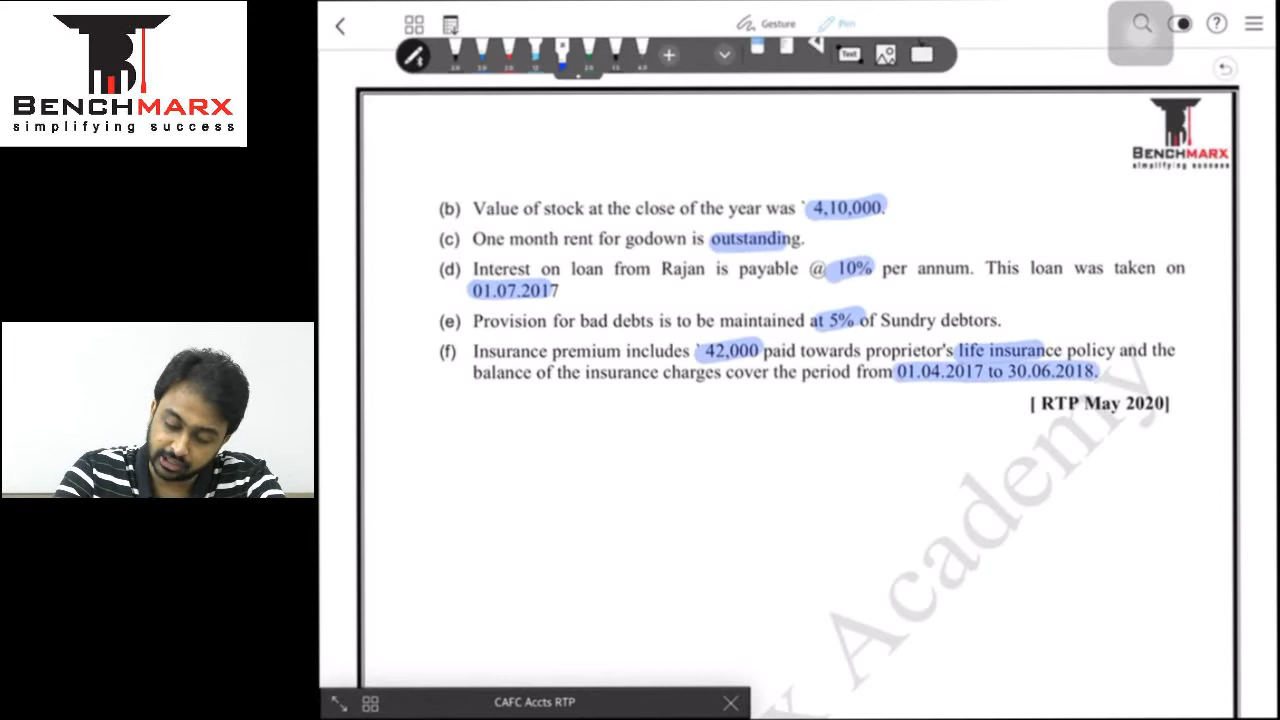 BENCHMARX
simplifying success
Gesture
Pen
Text
BENCHMARX
simplifying success
(b) Value of stock at the close of the year was ` 4,10,000.
(c) One month rent for godown is outstanding.
(d) Interest on loan from Rajan is payable @ 10% per annum. This loan was taken on
01.07.2017
(e) Provision for bad debts is to be maintained at 5% of Sundry debtors.
(f) Insurance premium includes ` 42,000 paid towards proprietor's life insurance policy and the
balance of the insurance charges cover the period from 01.04.2017 to 30.06.2018.
[ RTP May 2020]
x Academy
CAFC Accts RTP